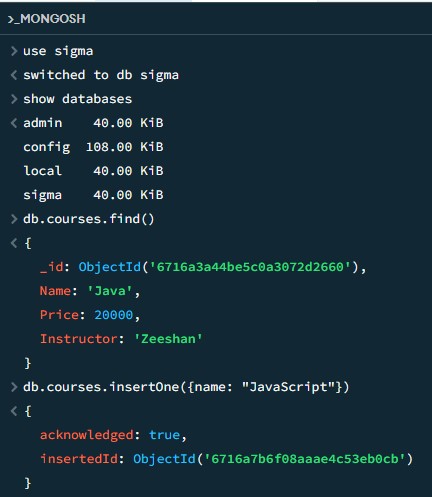 >_MONGOSH
> use sigma
< switched to db sigma
> show databases
< admin    40.00 KiB
config  108.00 KiB
local    40.00 KiB
sigma    40.00 KiB
> db.courses.find()
< {
_id: ObjectId('6716a3a44be5c0a3072d2660'),
Name: 'Java',
Price: 20000,
Instructor: 'Zeeshan'
}
> db.courses.insertOne({name: "JavaScript"})
< {
acknowledged: true,
insertedId: ObjectId('6716a7b6f08aaae4c53eb0cb')
}